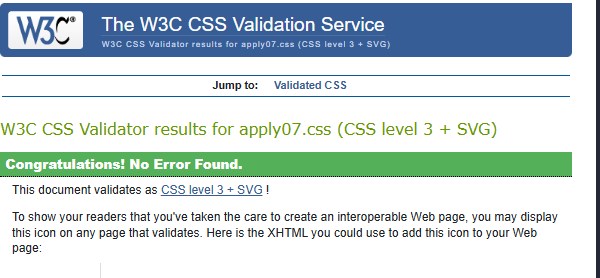 W3C®
The W3C CSS Validation Service
W3C CSS Validator results for apply07.css (CSS level 3 + SVG)
Jump to: Validated CSS
W3C CSS Validator results for apply07.css (CSS level 3 + SVG)
Congratulations! No Error Found.
This document validates as CSS level 3 + SVG !
To show your readers that you've taken the care to create an interoperable Web page, you may display
this icon on any page that validates. Here is the XHTML you could use to add this icon to your Web
page: